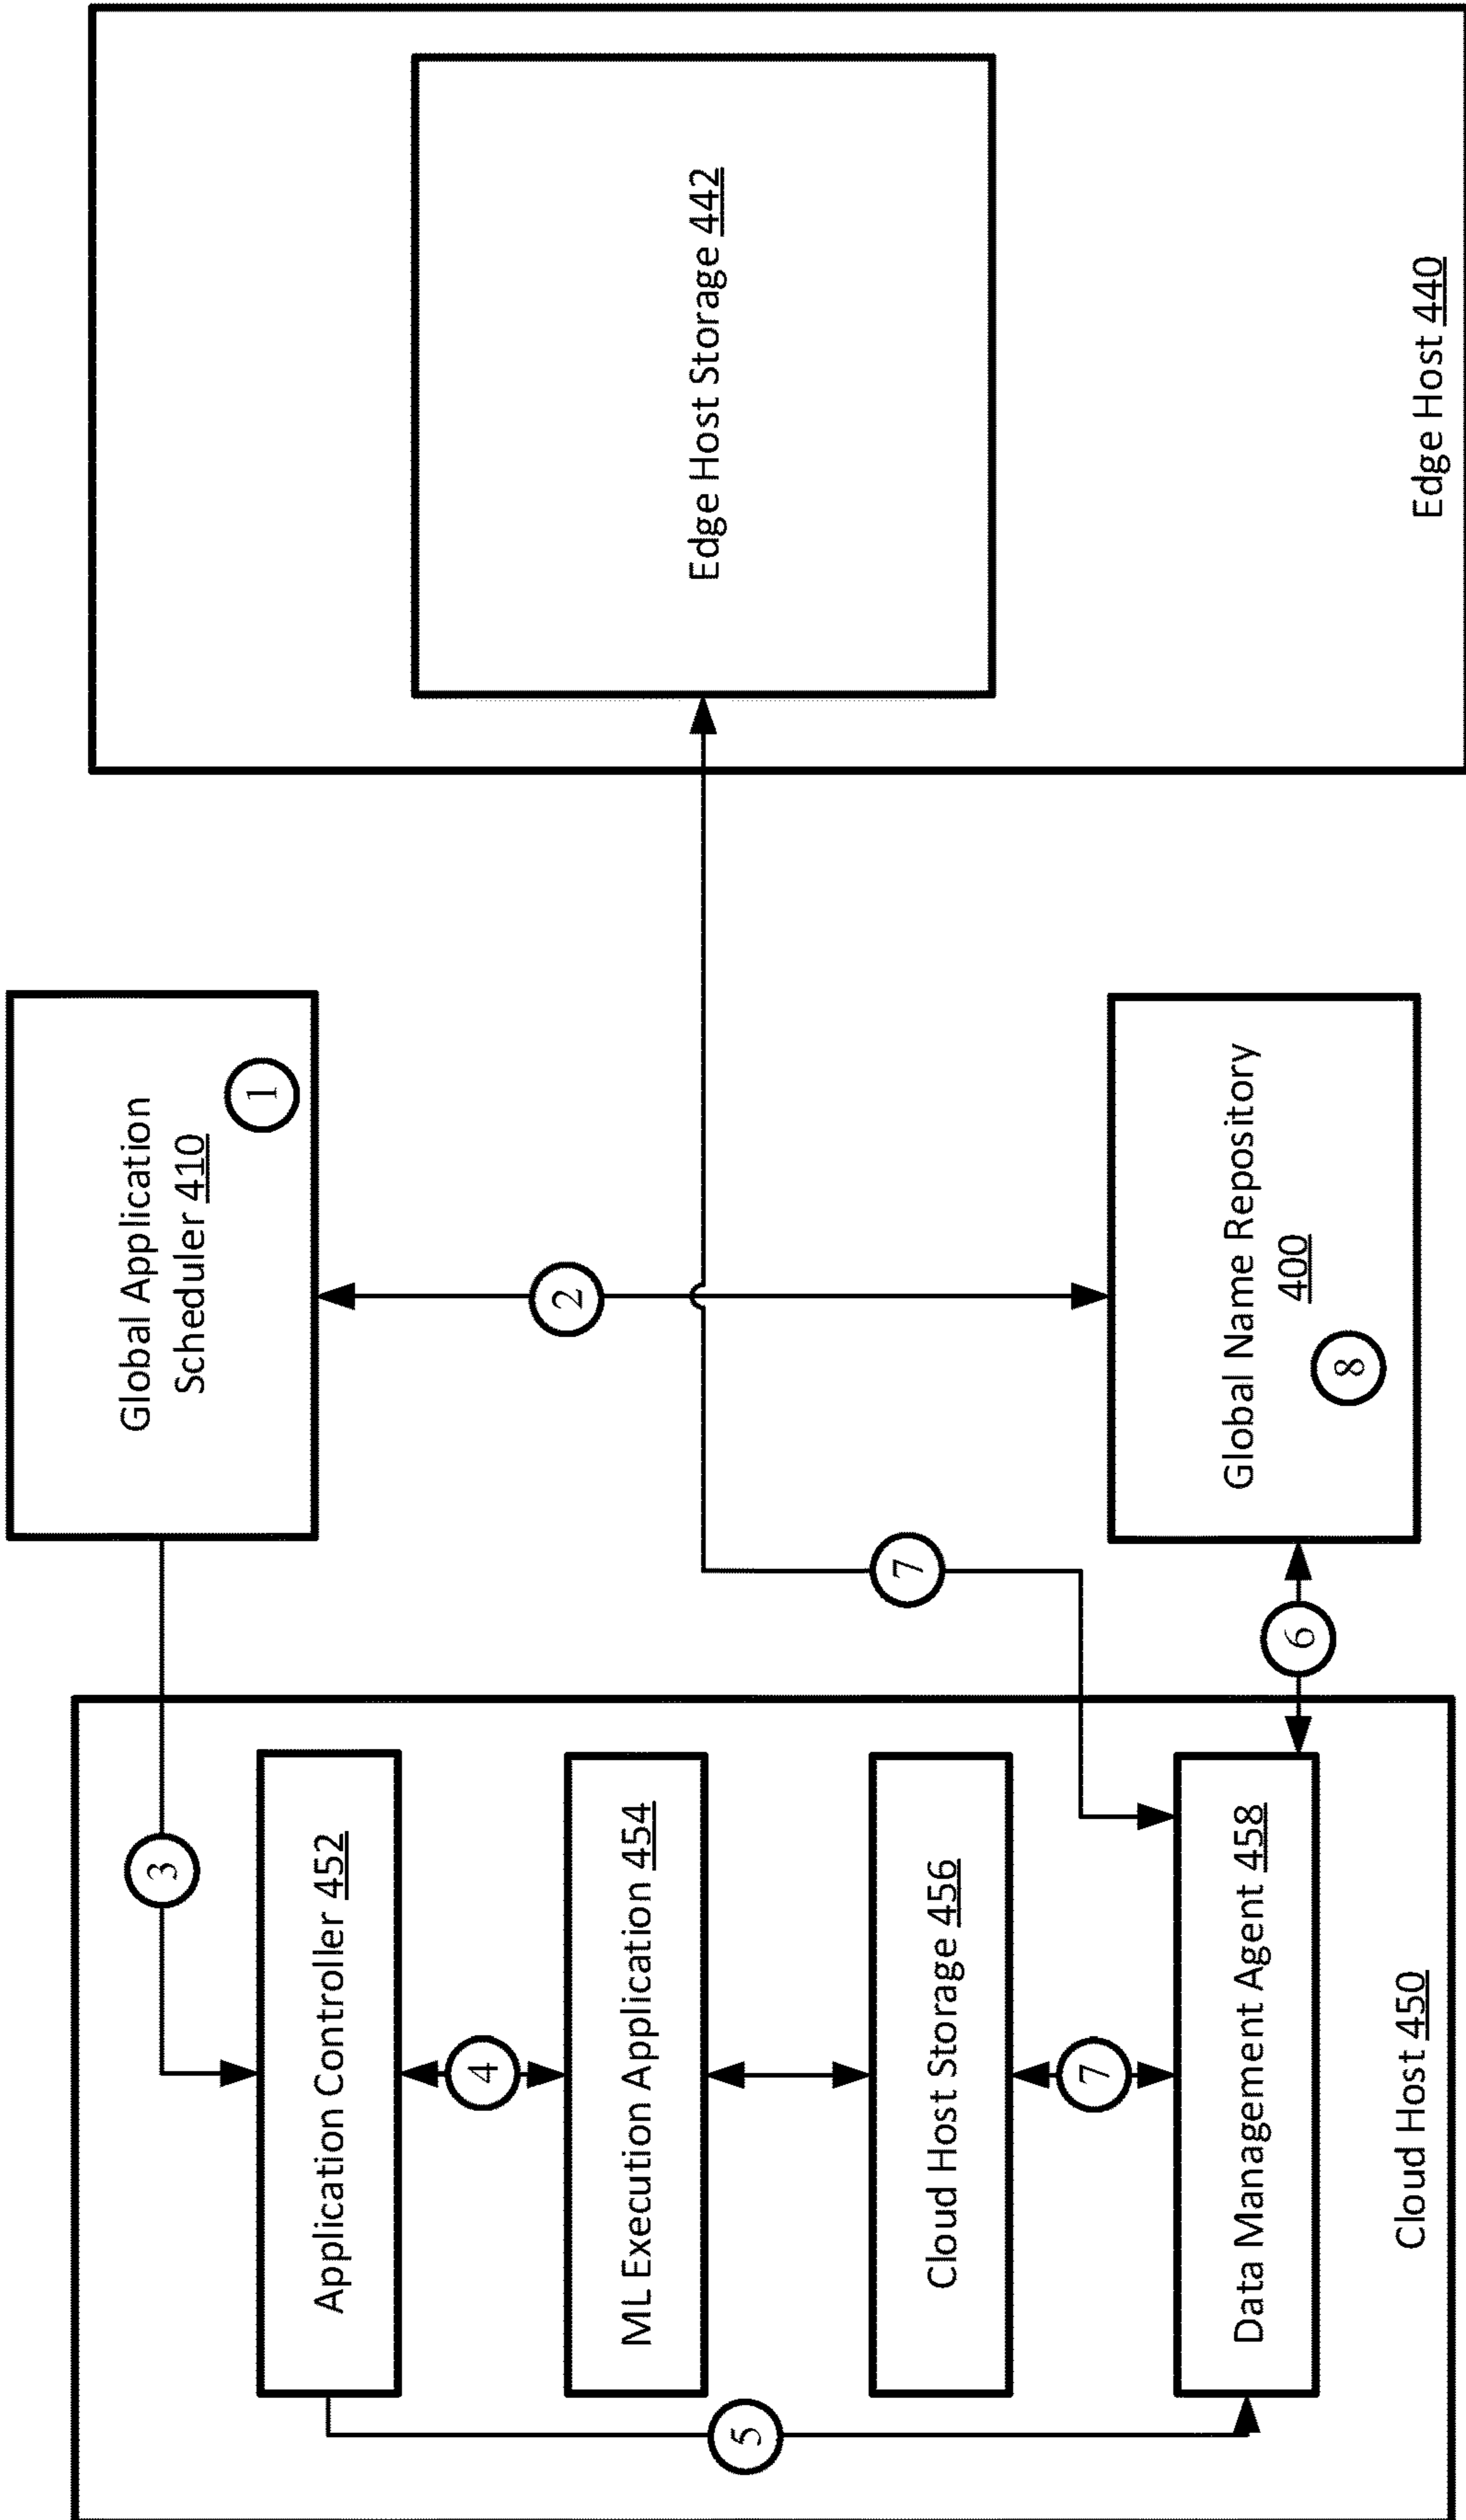 Global Application
Scheduler 410
1
3
Application Controller 452
4
ML Execution Application 454
5
Cloud Host Storage 456
7
Data Management Agent 458
Cloud Host 450
2
7
6
Global Name Repository
400
8
Edge Host Storage 442
Edge Host 440